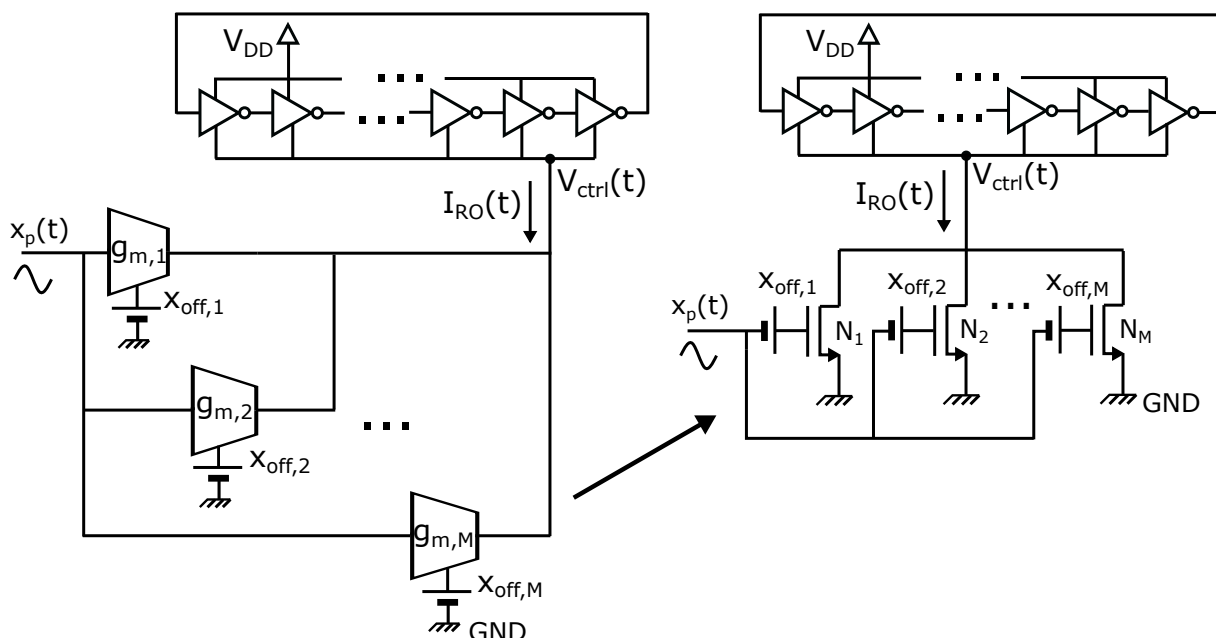 V_DD
V_ctrl(t)
I_RO(t)
x_p(t)
g_m,1
x_off,1
g_m,2
x_off,2
g_m,M
x_off,M
GND
V_DD
V_ctrl(t)
I_RO(t)
x_p(t)
x_off,1
x_off,2
x_off,M
N_1
N_2
N_M
GND